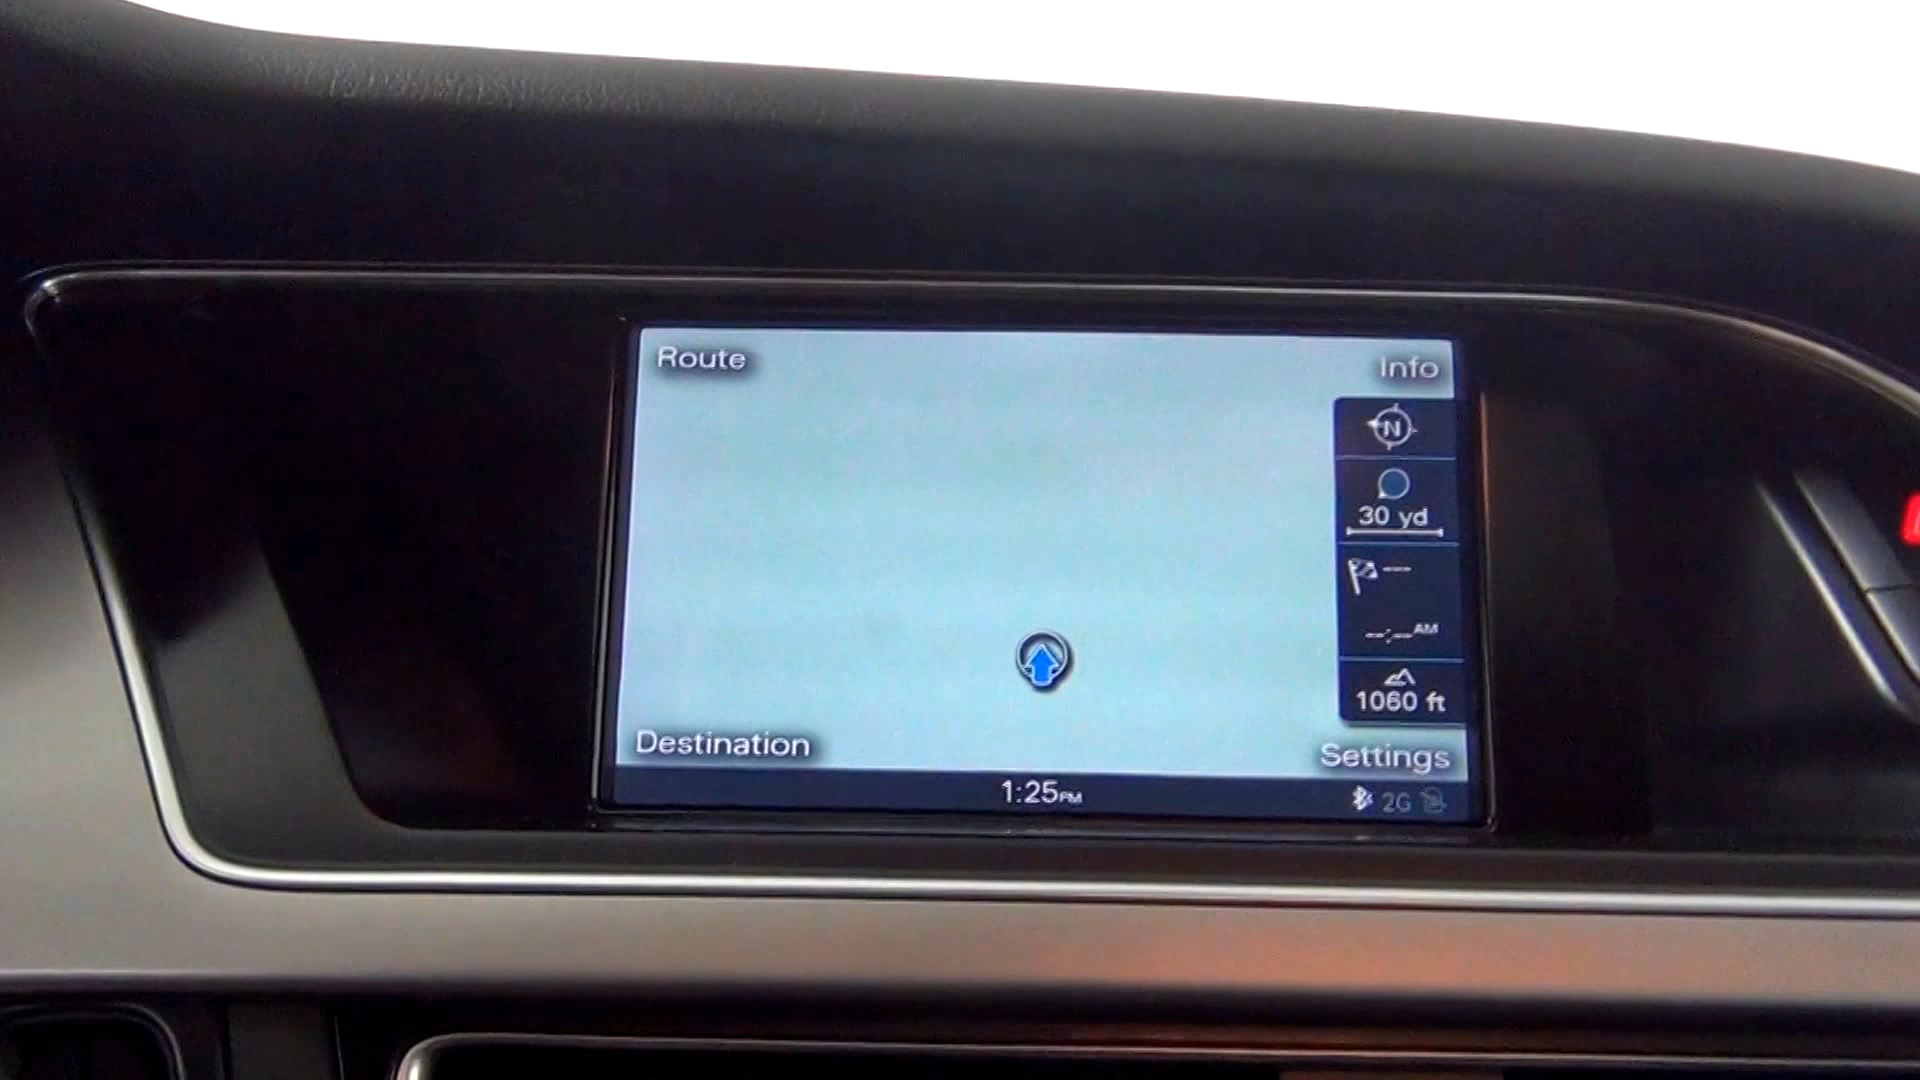 Route
Info
N
30 yd
---
--:--AM
1060 ft
Destination
Settings
1:25PM
2G